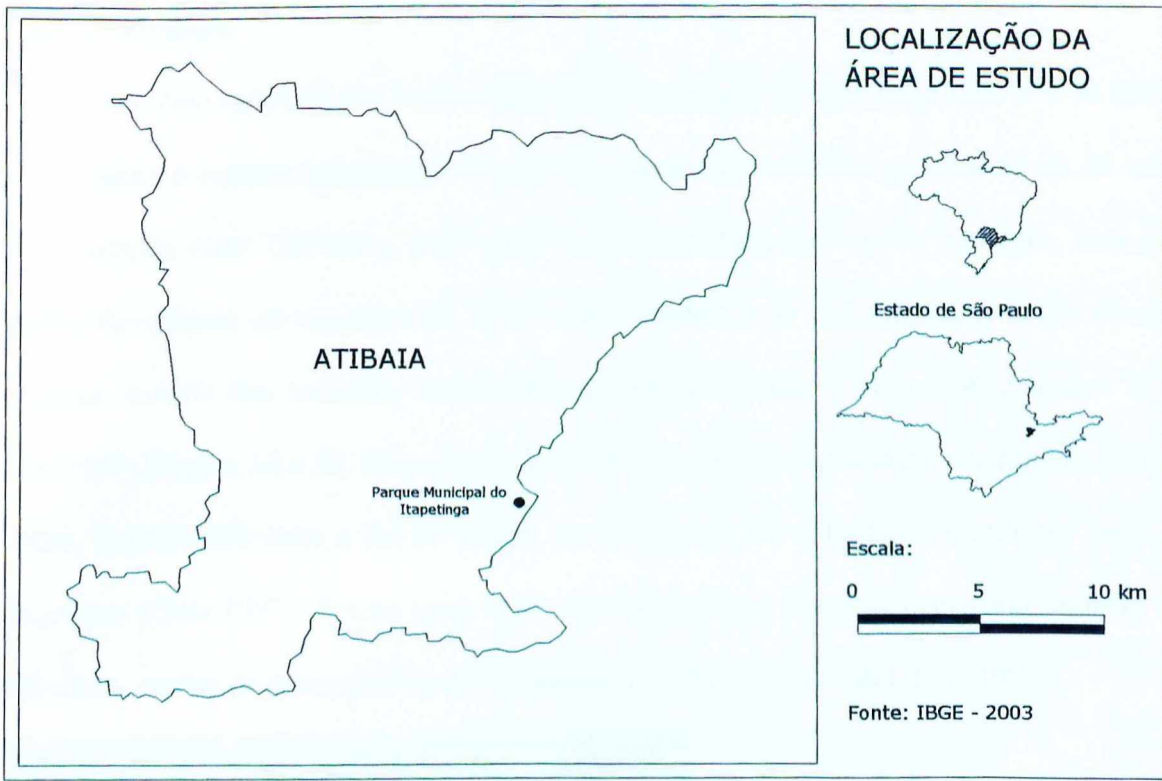 LOCALIZAÇÃO DA
ÁREA DE ESTUDO
ATIBAIA
Parque Municipal do
Itapetinga
Estado de São Paulo
Escala:
0 5 10 km
Fonte: IBGE - 2003